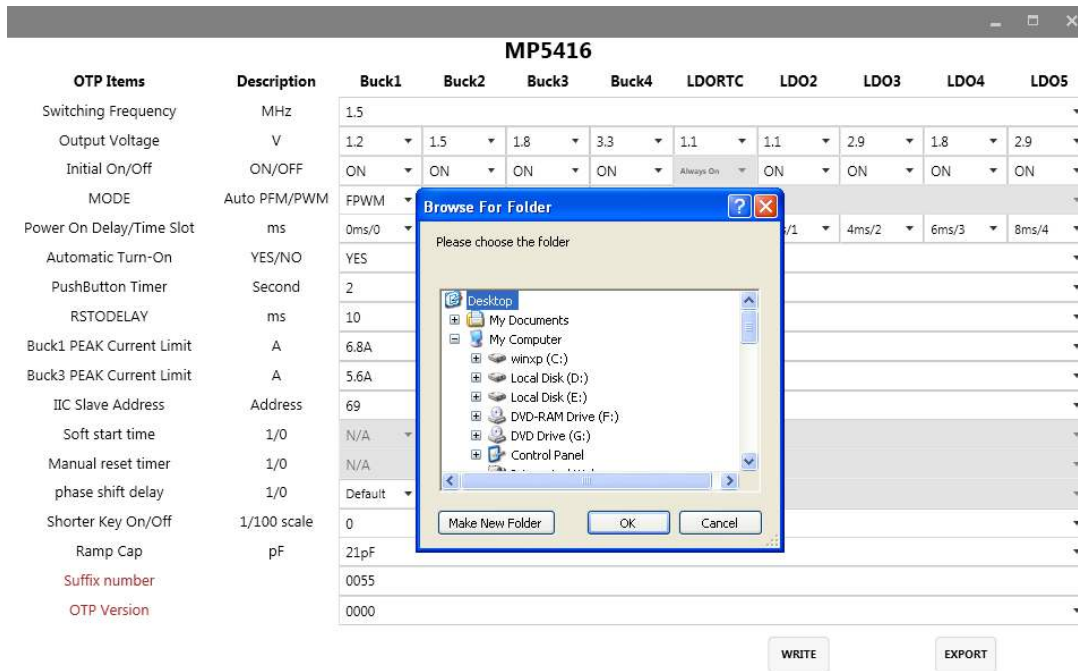 MP5416
OTP Items Description Buck1 Buck2 Buck3 Buck4 LDORTC LDO2 LDO3 LDO4 LDO5
Switching Frequency MHz 1.5
Output Voltage V 1.2 1.5 1.8 3.3 1.1 1.1 2.9 1.8 2.9
Initial On/Off ON/OFF ON ON ON ON Always On ON ON ON ON
MODE Auto PFM/PWM FPWM
Power On Delay/Time Slot ms 0ms/0 /1 4ms/2 6ms/3 8ms/4
Automatic Turn-On YES/NO YES
PushButton Timer Second 2
RSTODELAY ms 10
Buck1 PEAK Current Limit A 6.8A
Buck3 PEAK Current Limit A 5.6A
IIC Slave Address Address 69
Soft start time 1/0 N/A
Manual reset timer 1/0 N/A
phase shift delay 1/0 Default
Shorter Key On/Off 1/100 scale 0
Ramp Cap pF 21pF
Suffix number 0055
OTP Version 0000
Browse For Folder
Please choose the folder
Desktop
My Documents
My Computer
winxp (C:)
Local Disk (D:)
Local Disk (E:)
DVD-RAM Drive (F:)
DVD Drive (G:)
Control Panel
Make New Folder OK Cancel
WRITE EXPORT